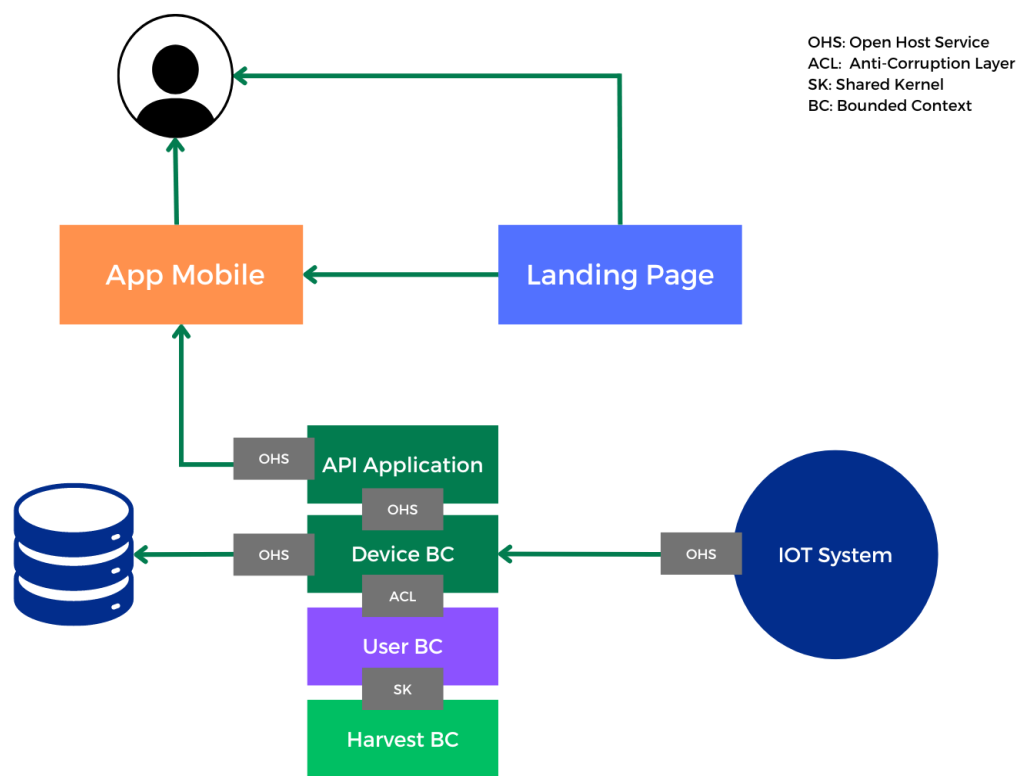 OHS: Open Host Service
ACL: Anti-Corruption Layer
SK: Shared Kernel
BC: Bounded Context
App Mobile
Landing Page
OHS
API Application
OHS
OHS
Device BC
OHS
IOT System
ACL
User BC
SK
Harvest BC